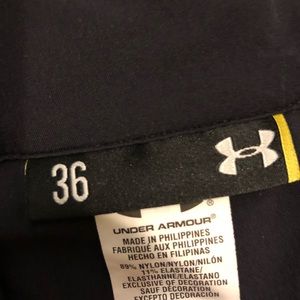 36
UNDER ARMOUR
MADE IN PHILIPPINES
FABRIQUÉ AUX PHILIPPINES
HECHO EN FILIPINAS
89% NYLON/NYLON/NILÓN
11% ELASTANE/
ELASTHANNE/ELASTANO
EXCLUSIVE OF DECORATION
SAUF DÉCORATION
EXCEPTO DECORACIÓN